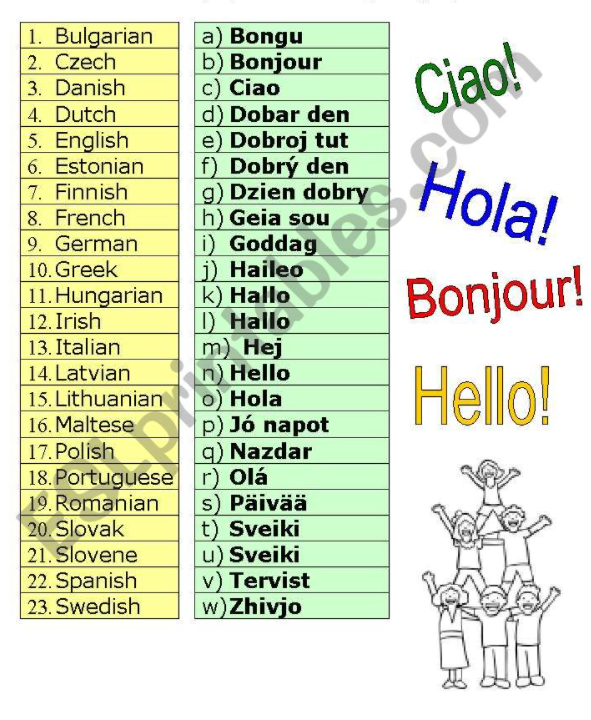 1. Bulgarian
2. Czech
3. Danish
4. Dutch
5. English
6. Estonian
7. Finnish
8. French
9. German
10. Greek
11. Hungarian
12. Irish
13. Italian
14. Latvian
15. Lithuanian
16. Maltese
17. Polish
18. Portuguese
19. Romanian
20. Slovak
21. Slovene
22. Spanish
23. Swedish
a) Bongu
b) Bonjour
c) Ciao
d) Dobar den
e) Dobroj tut
f) Dobrý den
g) Dzien dobry
h) Geia sou
i) Goddag
j) Haileo
k) Hallo
l) Hallo
m) Hej
n) Hello
o) Hola
p) Jó napot
q) Nazdar
r) Olá
s) Päivää
t) Sveiki
u) Sveiki
v) Tervist
w) Zhivjo
Ciao!
Hola!
Bonjour!
Hello!
ESLprintables.com